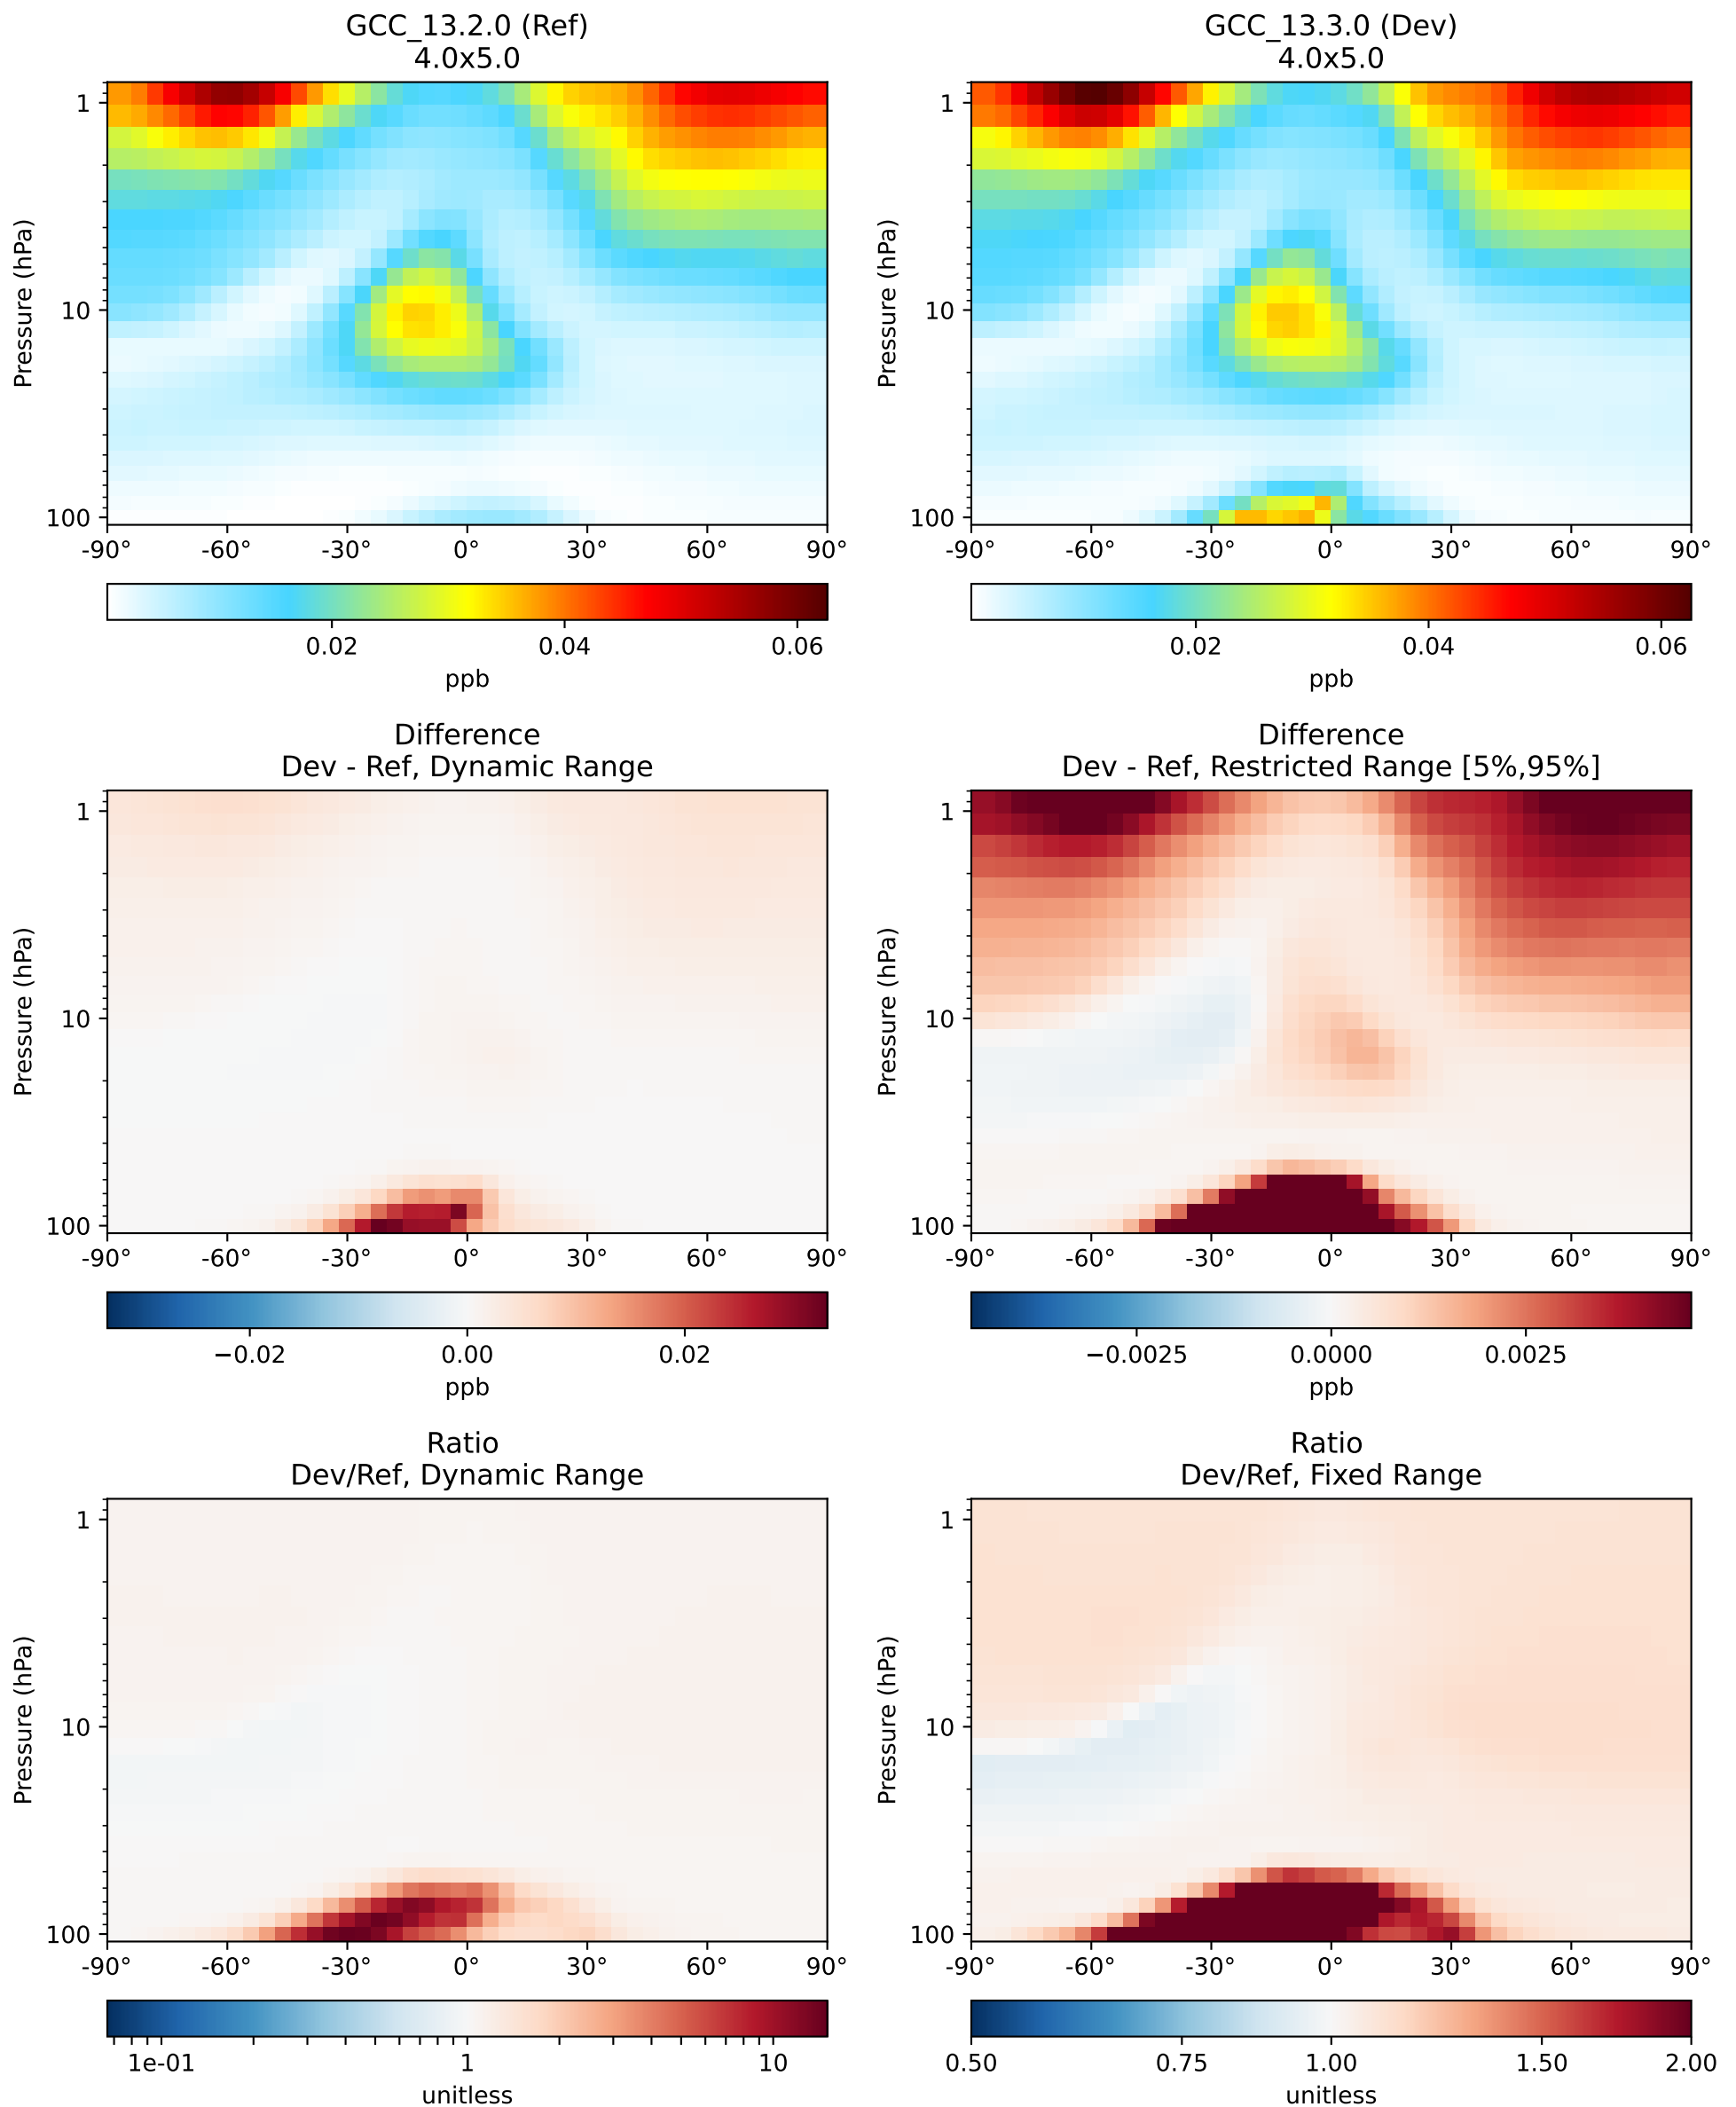 GCC_13.2.0 (Ref)
4.0x5.0
Pressure (hPa)
1
10
100
-90° -60° -30° 0° 30° 60° 90°
0.02 0.04 0.06
ppb
GCC_13.3.0 (Dev)
4.0x5.0
Pressure (hPa)
1
10
100
-90° -60° -30° 0° 30° 60° 90°
0.02 0.04 0.06
ppb
Difference
Dev - Ref, Dynamic Range
Pressure (hPa)
1
10
100
-90° -60° -30° 0° 30° 60° 90°
−0.02 0.00 0.02
ppb
Difference
Dev - Ref, Restricted Range [5%,95%]
Pressure (hPa)
1
10
100
-90° -60° -30° 0° 30° 60° 90°
−0.0025 0.0000 0.0025
ppb
Ratio
Dev/Ref, Dynamic Range
Pressure (hPa)
1
10
100
-90° -60° -30° 0° 30° 60° 90°
1e-01 1 10
unitless
Ratio
Dev/Ref, Fixed Range
Pressure (hPa)
1
10
100
-90° -60° -30° 0° 30° 60° 90°
0.50 0.75 1.00 1.50 2.00
unitless